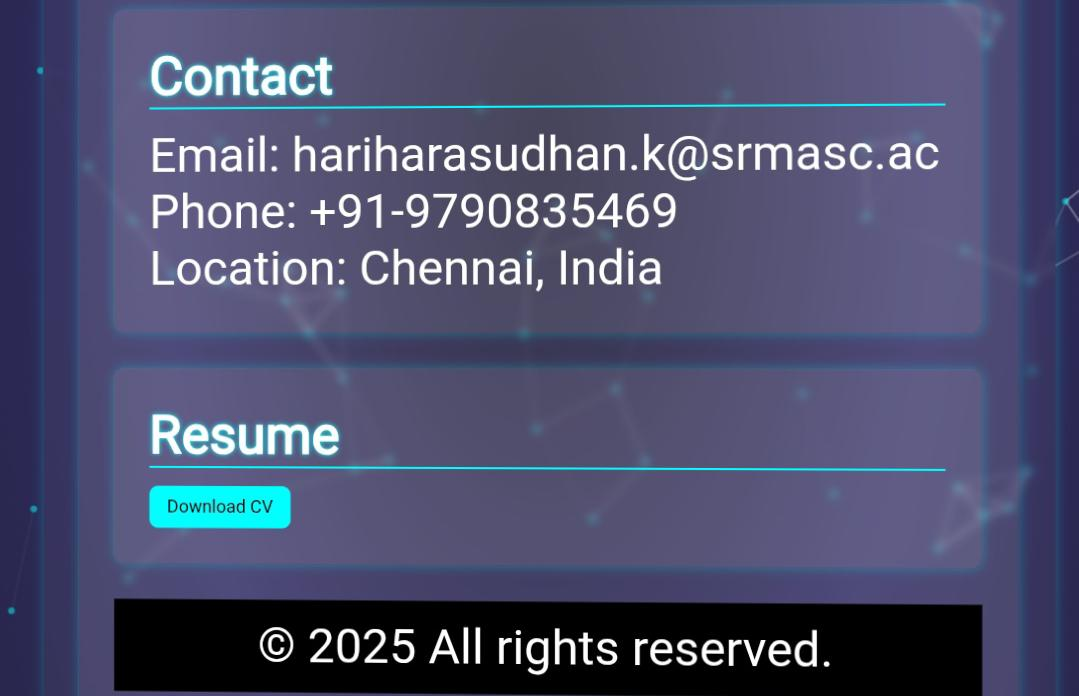 Contact
Email: hariharasudhan.k@srmasc.ac
Phone: +91-9790835469
Location: Chennai, India
Resume
Download CV
© 2025 All rights reserved.